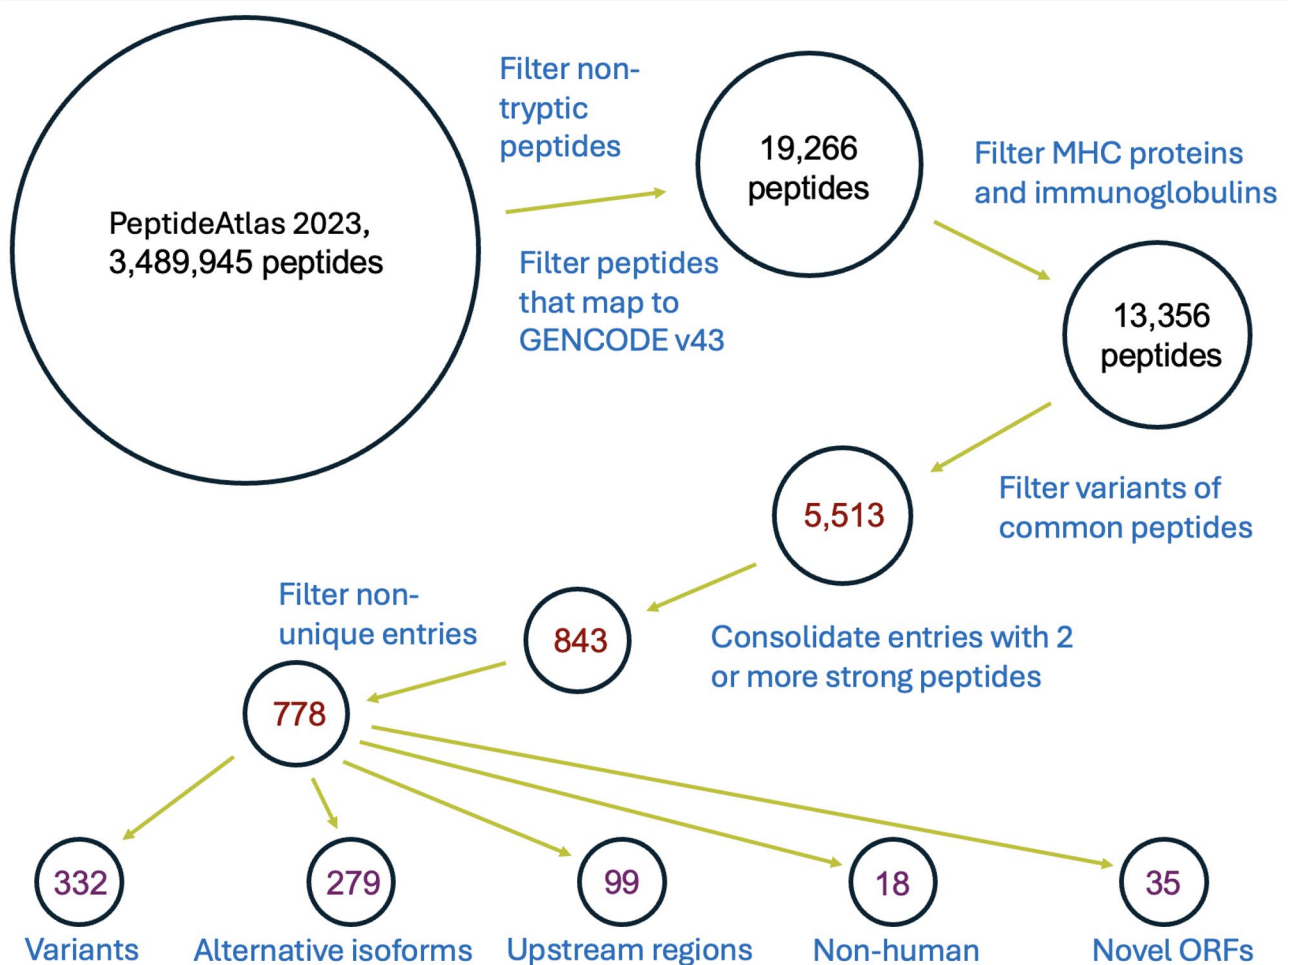 PeptideAtlas 2023,
3,489,945 peptides
Filter non-
tryptic
peptides
Filter peptides
that map to
GENCODE v43
19,266
peptides
Filter MHC proteins
and immunoglobulins
13,356
peptides
Filter variants of
common peptides
5,513
Consolidate entries with 2
or more strong peptides
843
Filter non-
unique entries
778
332
Variants
279
Alternative isoforms
99
Upstream regions
18
Non-human
35
Novel ORFs